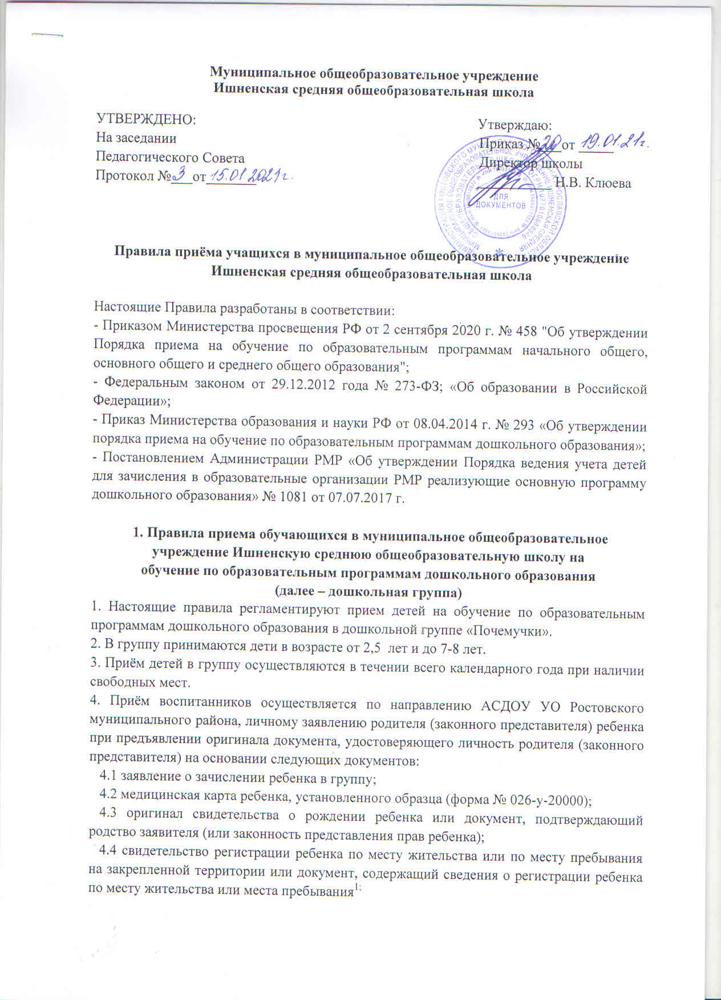 Муниципальное общеобразовательное учреждение
Ишненская средняя общеобразовательная школа
УТВЕРЖДЕНО:
На заседании
Педагогического Совета
Протокол № 3 от 15.01.2021г.
Утверждаю:
Приказ № 20 от 19.01.21г.
Директор школы
Н.В. Клюева
ДЛЯ
ДОКУМЕНТОВ
Правила приёма учащихся в муниципальное общеобразовательное учреждение
Ишненская средняя общеобразовательная школа
Настоящие Правила разработаны в соответствии:
- Приказом Министерства просвещения РФ от 2 сентября 2020 г. № 458 "Об утверждении
Порядка приема на обучение по образовательным программам начального общего,
основного общего и среднего общего образования";
- Федеральным законом от 29.12.2012 года № 273-ФЗ; «Об образовании в Российской
Федерации»;
- Приказ Министерства образования и науки РФ от 08.04.2014 г. № 293 «Об утверждении
порядка приема на обучение по образовательным программам дошкольного образования»;
- Постановлением Администрации РМР «Об утверждении Порядка ведения учета детей
для зачисления в образовательные организации РМР реализующие основную программу
дошкольного образования» № 1081 от 07.07.2017 г.
1. Правила приема обучающихся в муниципальное общеобразовательное
учреждение Ишненскую среднюю общеобразовательную школу на
обучение по образовательным программам дошкольного образования
(далее – дошкольная группа)
1. Настоящие правила регламентируют прием детей на обучение по образовательным
программам дошкольного образования в дошкольной группе «Почемучки».
2. В группу принимаются дети в возрасте от 2,5 лет и до 7-8 лет.
3. Приём детей в группу осуществляются в течении всего календарного года при наличии
свободных мест.
4. Приём воспитанников осуществляется по направлению АСДОУ УО Ростовского
муниципального района, личному заявлению родителя (законного представителя) ребенка
при предъявлении оригинала документа, удостоверяющего личность родителя (законного
представителя) на основании следующих документов:
4.1 заявление о зачислении ребенка в группу;
4.2 медицинская карта ребенка, установленного образца (форма № 026-у-20000);
4.3 оригинал свидетельства о рождении ребенка или документ, подтверждающий
родство заявителя (или законность представления прав ребенка);
4.4 свидетельство регистрации ребенка по месту жительства или по месту пребывания
на закрепленной территории или документ, содержащий сведения о регистрации ребенка
по месту жительства или места пребывания¹;